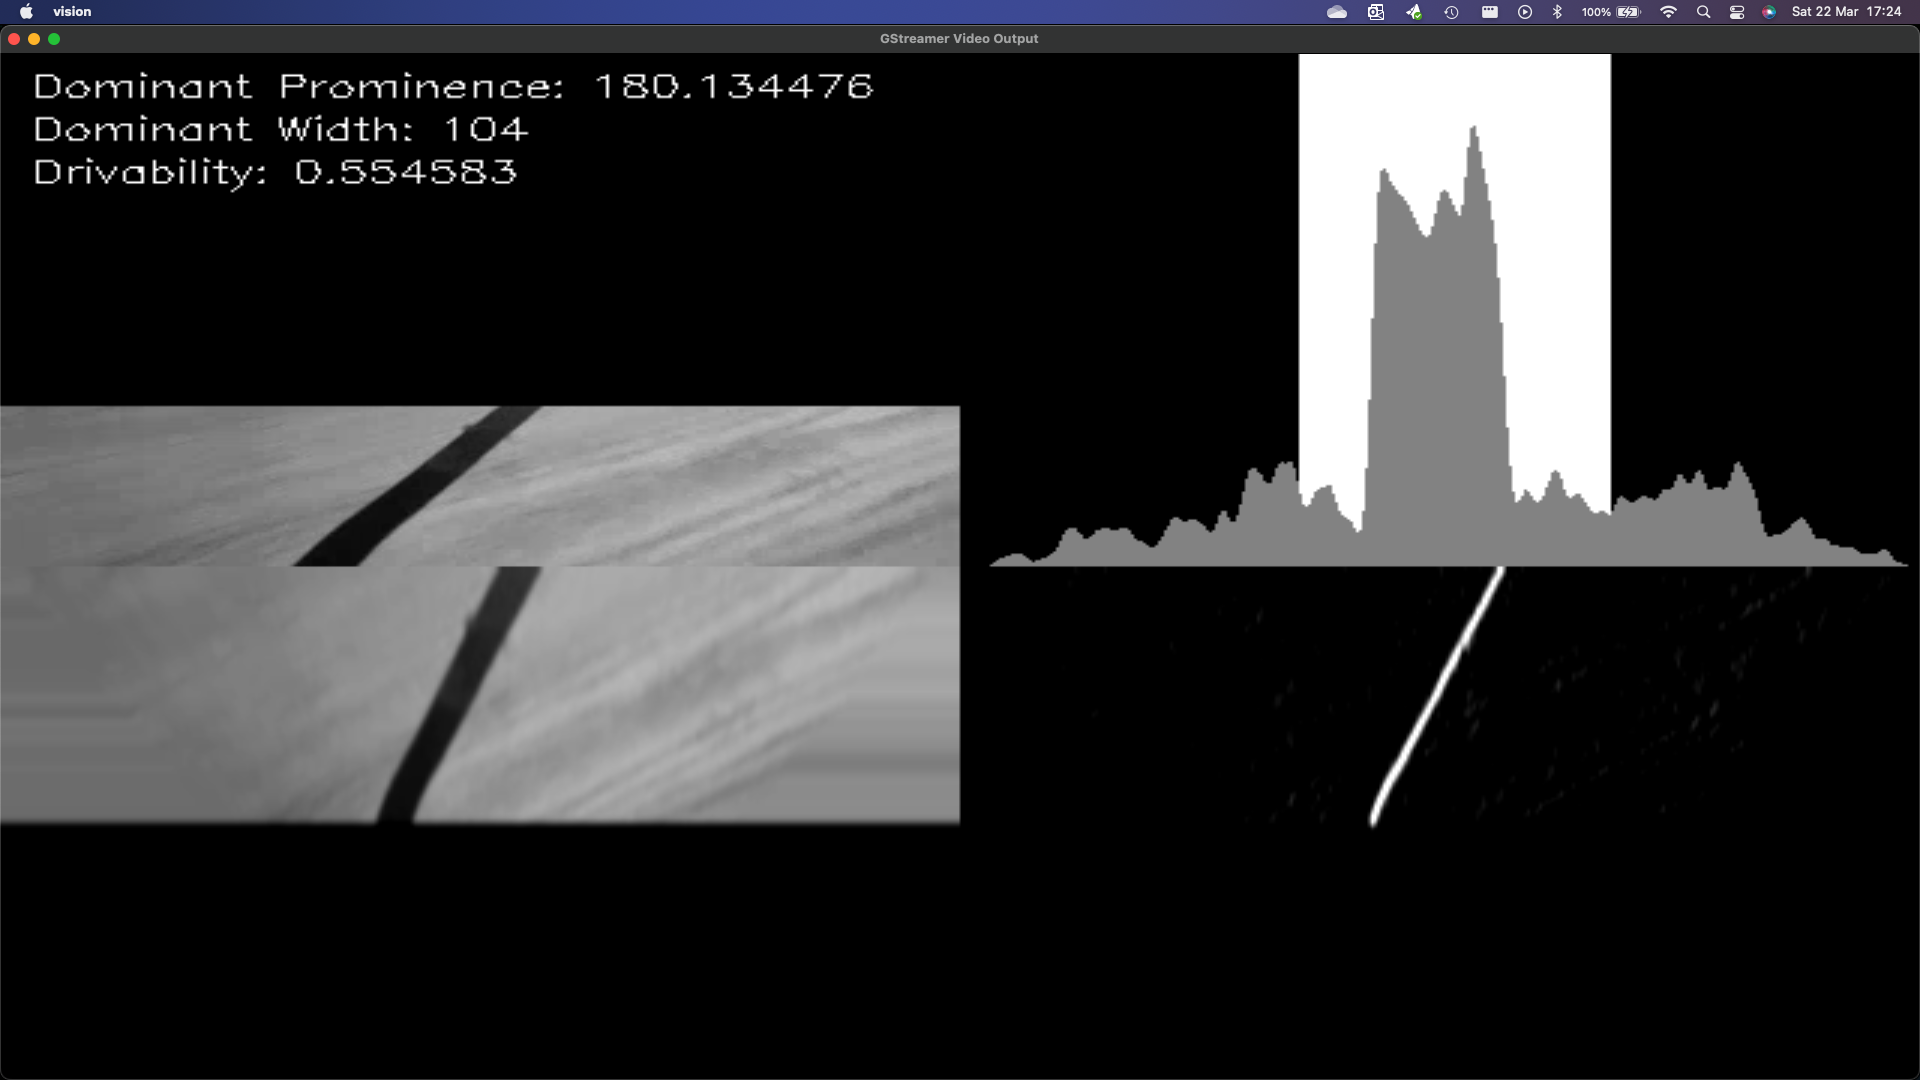 vision
100%
Sat 22 Mar 17:24
GStreamer Video Output
Dominant Prominence: 180.134476
Dominant Width: 104
Drivability: 0.554583